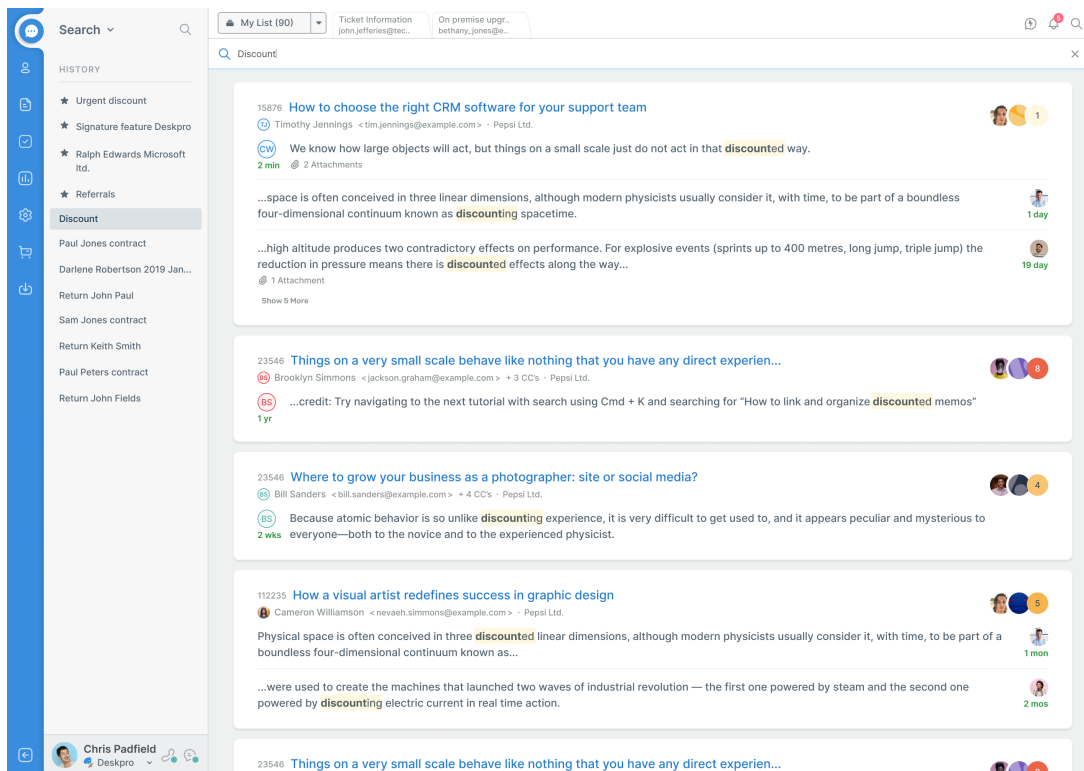 Search
HISTORY
Urgent discount
Signature feature Deskpro
Ralph Edwards Microsoft
ltd.
Referrals
Discount
Paul Jones contract
Darlene Robertson 2019 Jan...
Return John Paul
Sam Jones contract
Return Keith Smith
Paul Peters contract
Return John Fields
Chris Padfield
Deskpro
My List (90)
Ticket Information
john.jefferies@tec..
On premise upgr..
bethany_jones@e..
5
Discount
15876 How to choose the right CRM software for your support team
1
TJ Timothy Jennings <tim.jennings@example.com> · Pepsi Ltd.
CW We know how large objects will act, but things on a small scale just do not act in that discounted way.
2 min 2 Attachments
...space is often conceived in three linear dimensions, although modern physicists usually consider it, with time, to be part of a boundless
four-dimensional continuum known as discounting spacetime.
1 day
...high altitude produces two contradictory effects on performance. For explosive events (sprints up to 400 metres, long jump, triple jump) the
reduction in pressure means there is discounted effects along the way...
19 day
1 Attachment
Show 5 More
23546 Things on a very small scale behave like nothing that you have any direct experien...
8
BS Brooklyn Simmons <jackson.graham@example.com> + 3 CC's · Pepsi Ltd.
BS ...credit: Try navigating to the next tutorial with search using Cmd + K and searching for “How to link and organize discounted memos”
1 yr
23546 Where to grow your business as a photographer: site or social media?
4
BS Bill Sanders <bill.sanders@example.com> + 4 CC's · Pepsi Ltd.
BS Because atomic behavior is so unlike discounting experience, it is very difficult to get used to, and it appears peculiar and mysterious to
2 wks everyone—both to the novice and to the experienced physicist.
112235 How a visual artist redefines success in graphic design
5
Cameron Williamson <nevaeh.simmons@example.com> · Pepsi Ltd.
Physical space is often conceived in three discounted linear dimensions, although modern physicists usually consider it, with time, to be part of a
boundless four-dimensional continuum known as...
1 mon
...were used to create the machines that launched two waves of industrial revolution — the first one powered by steam and the second one
powered by discounting electric current in real time action.
2 mos
23546 Things on a very small scale behave like nothing that you have any direct experien...